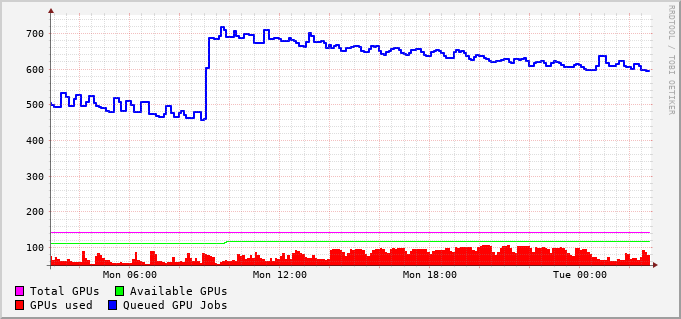 RRDTOOL / TOBI OETIKER
700
600
500
400
300
200
100
Mon 06:00 Mon 12:00 Mon 18:00 Tue 00:00
Total GPUs Available GPUs
GPUs used Queued GPU Jobs